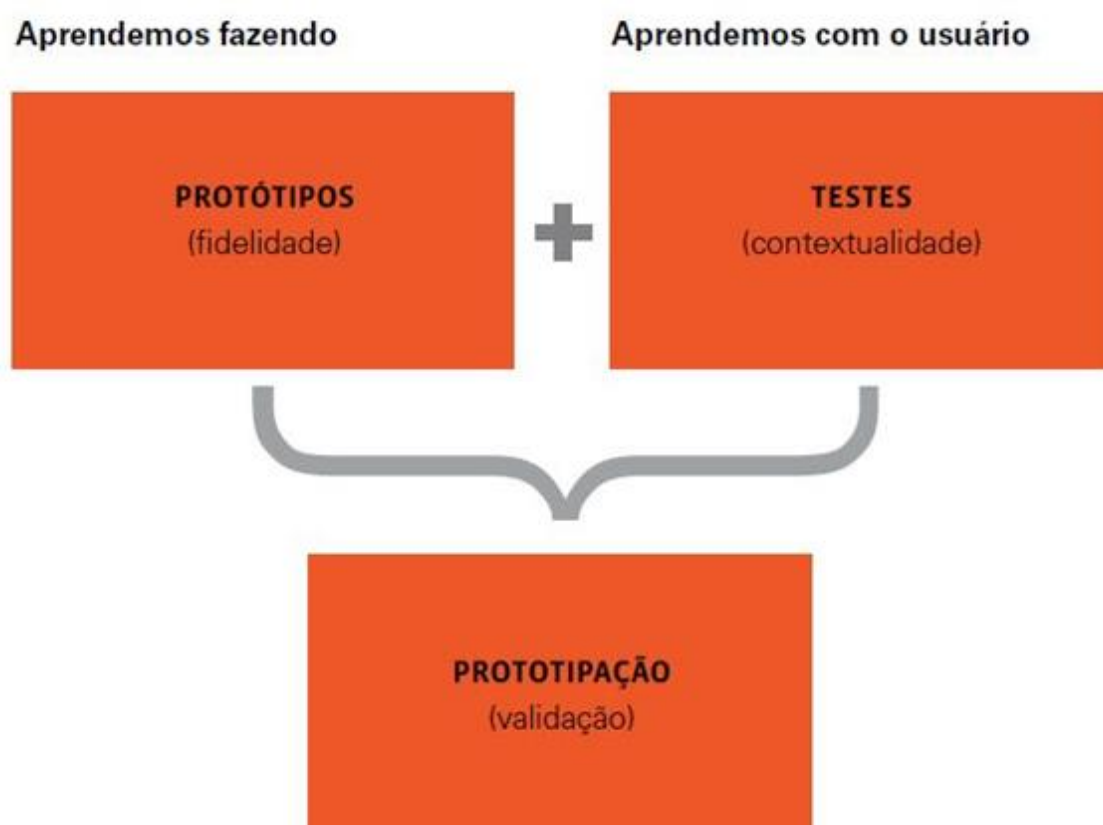 Aprendemos fazendo
Aprendemos com o usuário
PROTÓTIPOS
(fidelidade)
TESTES
(contextualidade)
PROTOTIPAÇÃO
(validação)